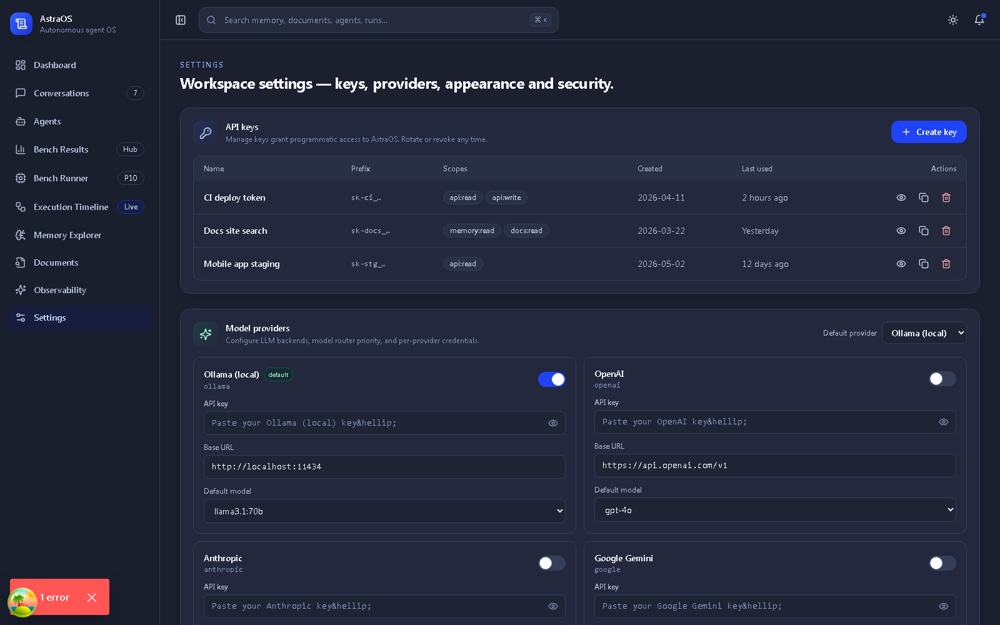 AstraOS
Autonomous agent OS
Search memory, documents, agents, runs...
⌘ K
Dashboard
Conversations 7
Agents
Bench Results Hub
Bench Runner P10
Execution Timeline Live
Memory Explorer
Documents
Observability
Settings
1 error
SETTINGS
Workspace settings — keys, providers, appearance and security.
API keys
Manage keys grant programmatic access to AstraOS. Rotate or revoke any time.
Create key
Name Prefix Scopes Created Last used Actions
CI deploy token sk-ci_… api:read api:write 2026-04-11 2 hours ago
Docs site search sk-docs_… memory:read docs:read 2026-03-22 Yesterday
Mobile app staging sk-stg_… api:read 2026-05-02 12 days ago
Model providers
Configure LLM backends, model router priority, and per-provider credentials.
Default provider Ollama (local)
Ollama (local) default
ollama
API key
Paste your Ollama (local) key&hellip;
Base URL
http://localhost:11434
Default model
llama3.1:70b
OpenAI
openai
API key
Paste your OpenAI key&hellip;
Base URL
https://api.openai.com/v1
Default model
gpt-4o
Anthropic
anthropic
API key
Paste your Anthropic key&hellip;
Google Gemini
google
API key
Paste your Google Gemini key&hellip;